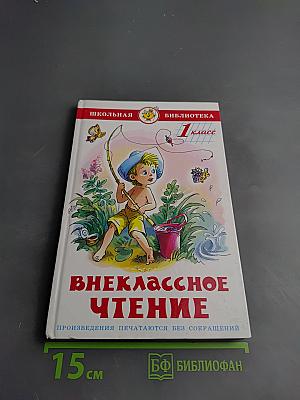 ШКОЛЬНАЯ БИБЛИОТЕКА
1 класс
ВНЕКЛАССНОЕ
ЧТЕНИЕ
ПРОИЗВЕДЕНИЯ ПЕЧАТАЮТСЯ БЕЗ СОКРАЩЕНИЙ
15 см
БФ БИБЛИОФАН